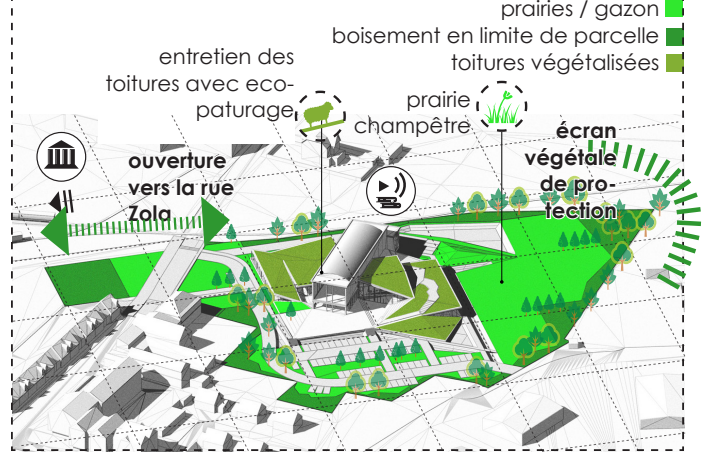 prairies / gazon
boisement en limite de parcelle
toitures végétalisées
entretien des
toitures avec eco-
paturage
prairie
champêtre
écran
végétale
de pro-
tection
ouverture
vers la rue
Zola